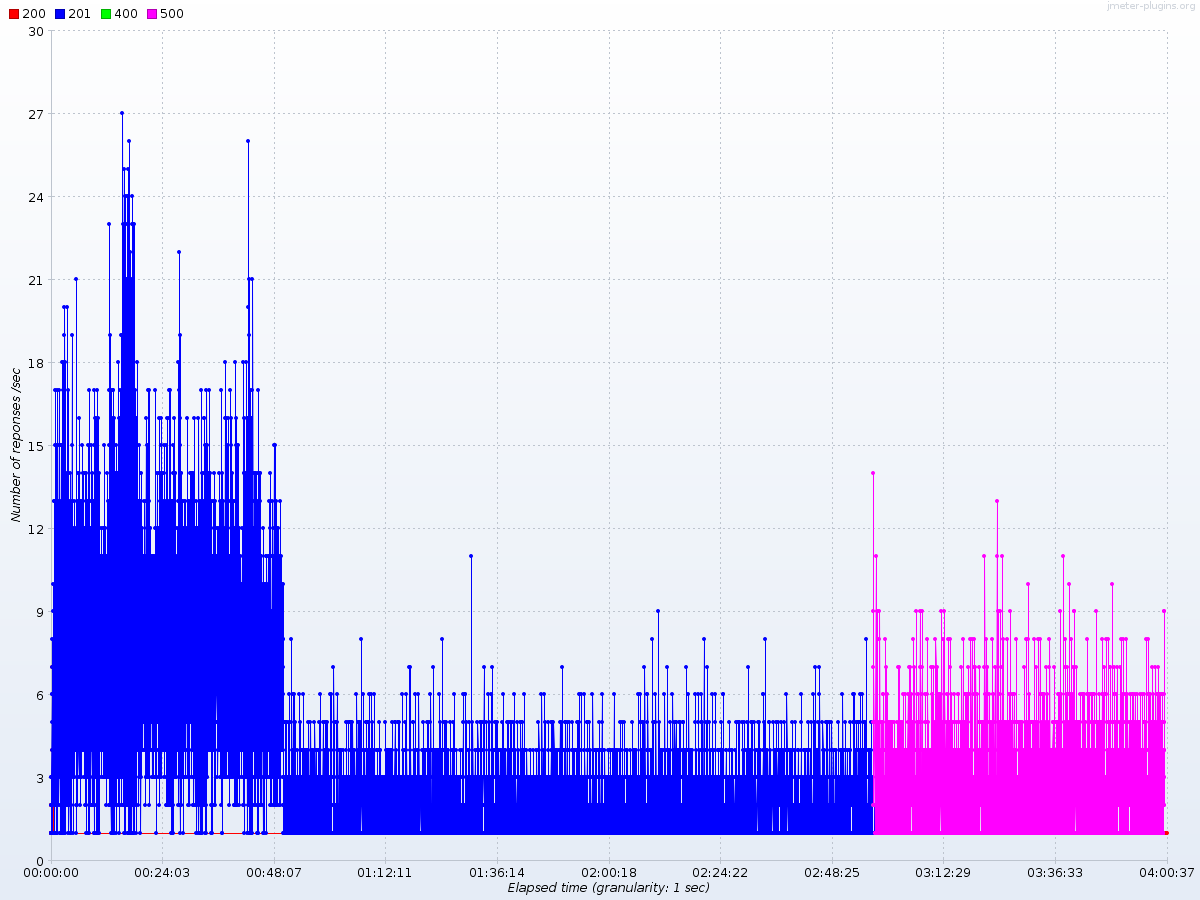 jmeter-plugins.org
200 201 400 500
30
27
24
21
18
15
12
9
6
3
0
Number of reponses /sec
00:00:00 00:24:03 00:48:07 01:12:11 01:36:14 02:00:18 02:24:22 02:48:25 03:12:29 03:36:33 04:00:37
Elapsed time (granularity: 1 sec)